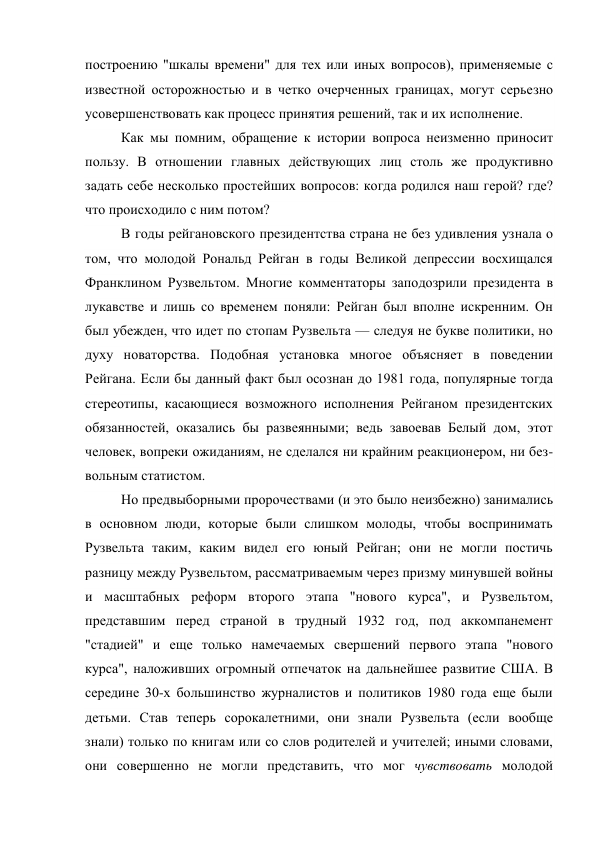 построению "шкалы времени" для тех или иных вопросов), применяемые с
известной осторожностью и в четко очерченных границах, могут серьезно
усовершенствовать как процесс принятия решений, так и их исполнение.
Как мы помним, обращение к истории вопроса неизменно приносит
пользу. В отношении главных действующих лиц столь же продуктивно
задать себе несколько простейших вопросов: когда родился наш герой? где?
что происходило с ним потом?
В годы рейгановского президентства страна не без удивления узнала о
том, что молодой Рональд Рейган в годы Великой депрессии восхищался
Франклином Рузвельтом. Многие комментаторы заподозрили президента в
лукавстве и лишь со временем поняли: Рейган был вполне искренним. Он
был убежден, что идет по стопам Рузвельта — следуя не букве политики, но
духу новаторства. Подобная установка многое объясняет в поведении
Рейгана. Если бы данный факт был осознан до 1981 года, популярные тогда
стереотипы, касающиеся возможного исполнения Рейганом президентских
обязанностей, оказались бы развеянными; ведь завоевав Белый дом, этот
человек, вопреки ожиданиям, не сделался ни крайним реакционером, ни без-
вольным статистом.
Но предвыборными пророчествами (и это было неизбежно) занимались
в основном люди, которые были слишком молоды, чтобы воспринимать
Рузвельта таким, каким видел его юный Рейган; они не могли постичь
разницу между Рузвельтом, рассматриваемым через призму минувшей войны
и масштабных реформ второго этапа "нового курса", и Рузвельтом,
представшим перед страной в трудный 1932 год, под аккомпанемент
"стадией" и еще только намечаемых свершений первого этапа "нового
курса", наложивших огромный отпечаток на дальнейшее развитие США. В
середине 30-х большинство журналистов и политиков 1980 года еще были
детьми. Став теперь сорокалетними, они знали Рузвельта (если вообще
знали) только по книгам или со слов родителей и учителей; иными словами,
они совершенно не могли представить, что мог чувствовать молодой